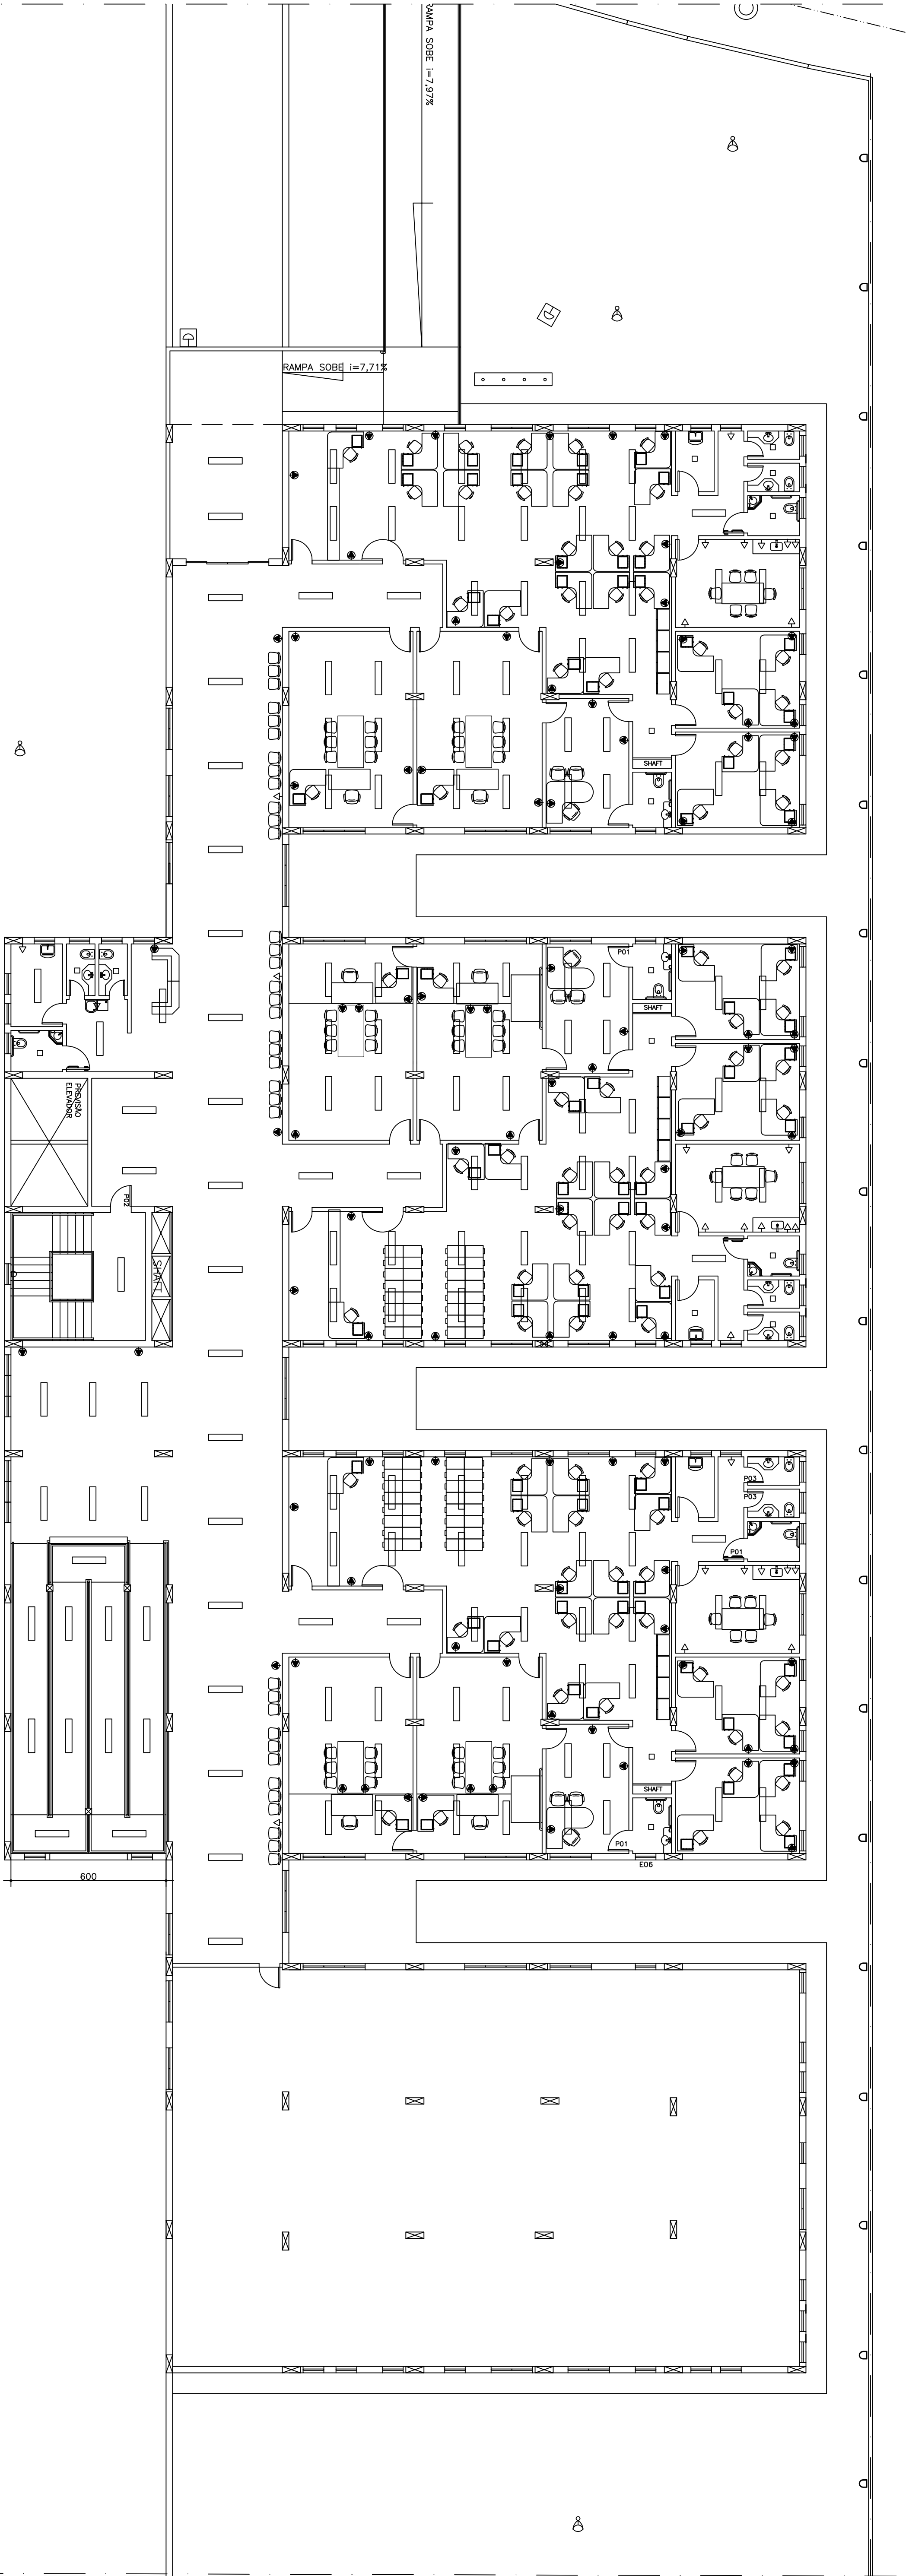 RAMPA SOBE i=7,97%
RAMPA SOBE i=7,71%
SHAFT
P01
SHAFT
PREVISÃO
ELEVADOR
P02
SHAFT
P03
P03
P01
SHAFT
P01
E06
600